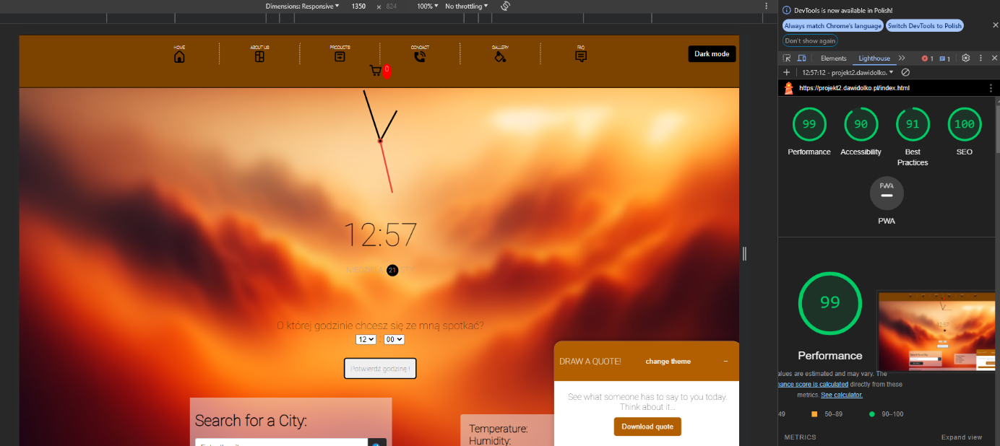 Dimensions: Responsive 1350 × 824 100% No throttling
DevTools is now available in Polish!
Always match Chrome's language Switch DevTools to Polish
Don't show again
Elements Lighthouse 1 1
12:57:12 - projekt2.dawidolko.
https://projekt2.dawidolko.pl/index.html
HOME ABOUT US PRODUCTS CONTACT GALLERY FAQ
Dark mode
0
99 90 91 100
Performance Accessibility Best Practices SEO
PWA
PWA
12:57
NIEDZIELA 21
O której godzinie chcesz się ze mną spotkać?
12 : 00
Potwierdź godzinę !
Search for a City:
Temperature:
Humidity:
DRAW A QUOTE! change theme −
See what someone has to say to you today.
Think about it...
Download quote
99
12:57
Performance
alues are estimated and may vary. The
nance score is calculated directly from these
metrics. See calculator.
49 50–89 90–100
METRICS Expand view